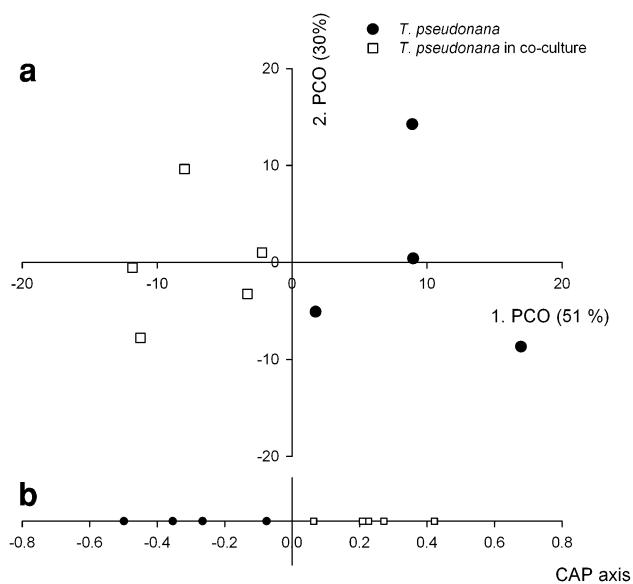 T. pseudonana
T. pseudonana in co-culture
a
2. PCO (30%)
20
10
0
-20
-10
0
10
20
1. PCO (51 %)
-10
-20
b
-0.8
-0.6
-0.4
-0.2
0.0
0.2
0.4
0.6
0.8
CAP axis